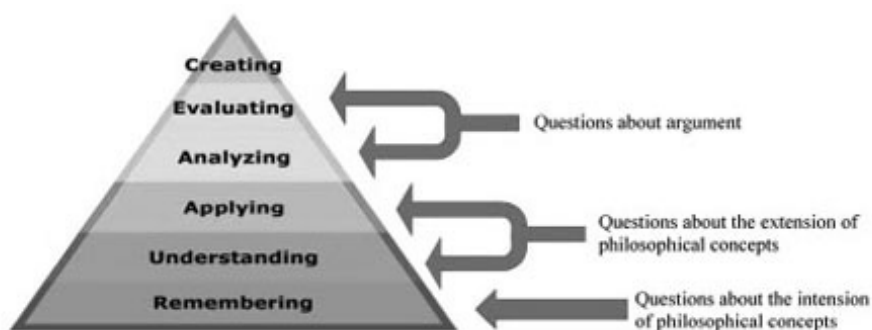 Creating
Evaluating
Analyzing
Applying
Understanding
Remembering
Questions about argument
Questions about the extension of
philosophical concepts
Questions about the intension
of philosophical concepts